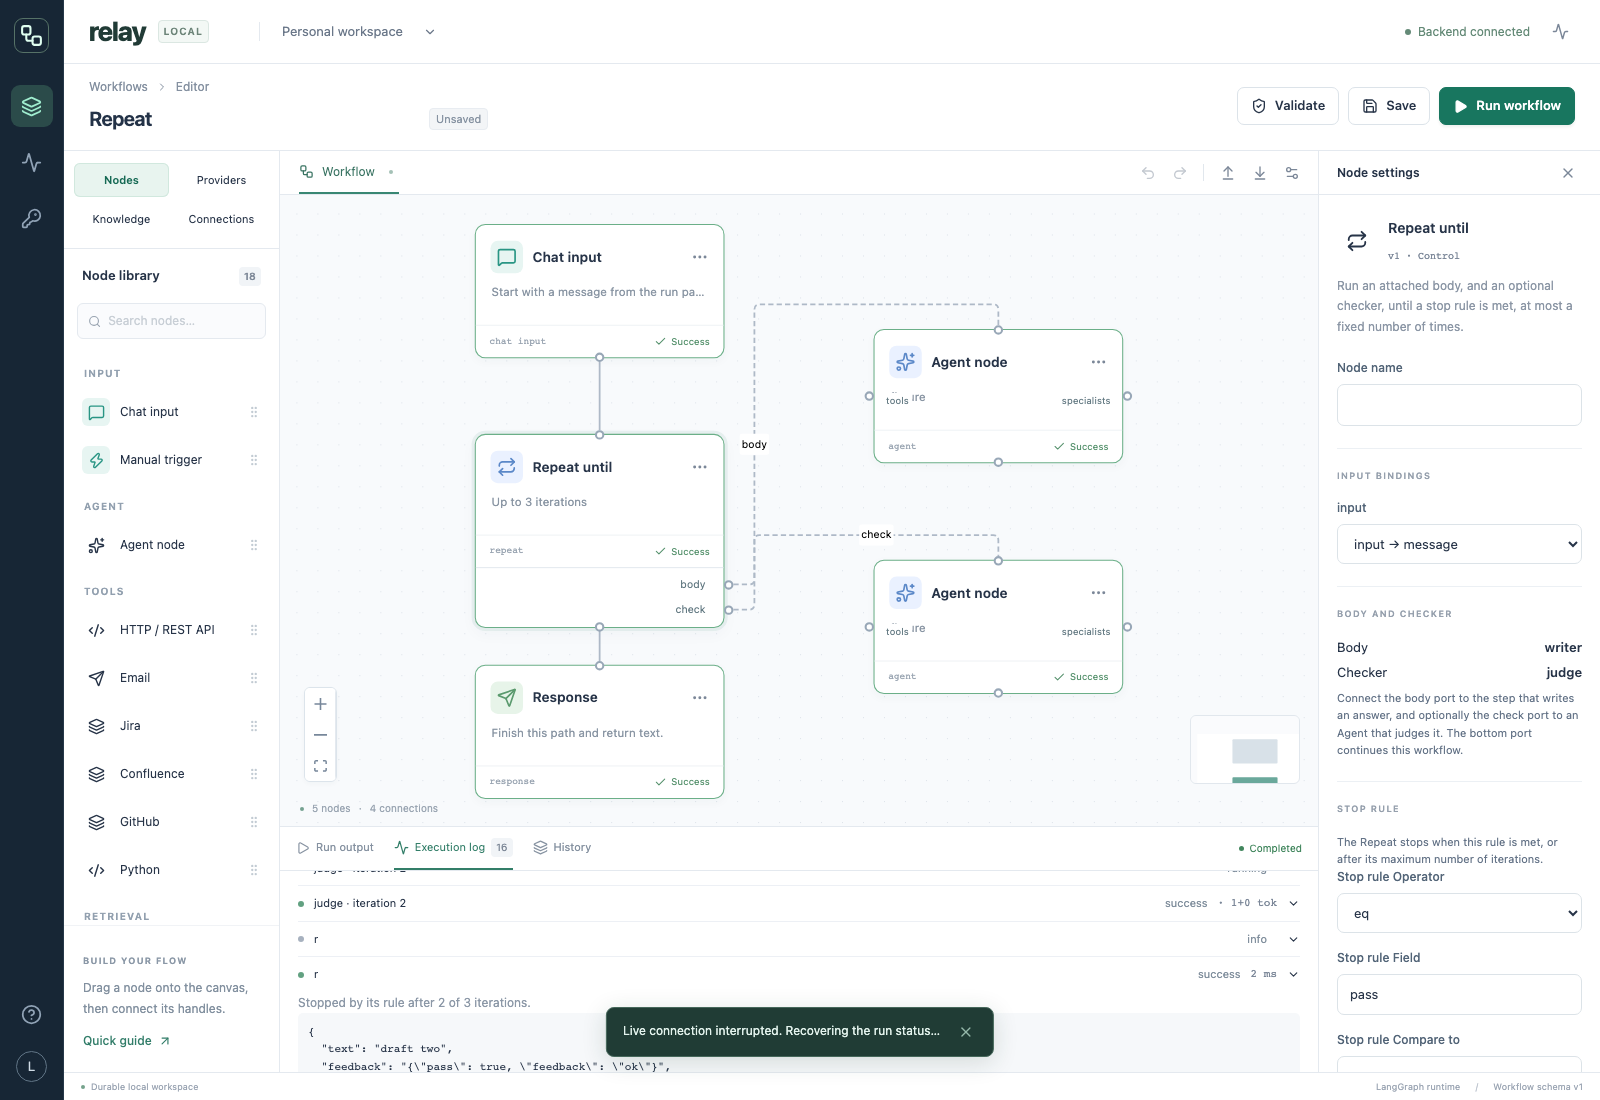 relay
LOCAL
Personal workspace
Backend connected
Workflows > Editor
Repeat
Unsaved
Validate
Save
Run workflow
Nodes
Providers
Knowledge
Connections
Node library
18
Search nodes...
INPUT
Chat input
Manual trigger
AGENT
Agent node
TOOLS
HTTP / REST API
Email
Jira
Confluence
GitHub
Python
RETRIEVAL
BUILD YOUR FLOW
Drag a node onto the canvas,
then connect its handles.
Quick guide
L
Workflow
Chat input
Start with a message from the run pa...
chat input
Success
Repeat until
Up to 3 iterations
repeat
Success
body
check
Response
Finish this path and return text.
response
Success
body
check
Agent node
tools
specialists
agent
Success
Agent node
tools
specialists
agent
Success
5 nodes · 4 connections
Run output
Execution log
16
History
Completed
judge · iteration 2
running
judge · iteration 2
success · 1+0 tok
r
info
r
success 2 ms
Stopped by its rule after 2 of 3 iterations.
{
"text": "draft two",
"feedback": "{\"pass\": true, \"feedback\": \"ok\"}",
Live connection interrupted. Recovering the run status...
Node settings
Repeat until
v1 · Control
Run an attached body, and an optional
checker, until a stop rule is met, at most a
fixed number of times.
Node name
INPUT BINDINGS
input
input → message
BODY AND CHECKER
Body
writer
Checker
judge
Connect the body port to the step that writes
an answer, and optionally the check port to an
Agent that judges it. The bottom port
continues this workflow.
STOP RULE
The Repeat stops when this rule is met, or
after its maximum number of iterations.
Stop rule Operator
eq
Stop rule Field
pass
Stop rule Compare to
Durable local workspace
LangGraph runtime / Workflow schema v1